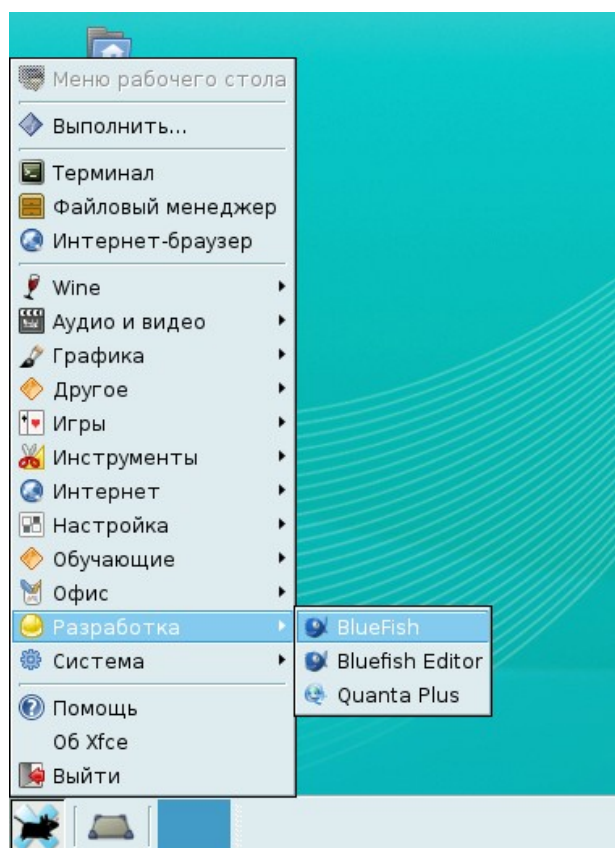 Меню рабочего стола
Выполнить...
Терминал
Файловый менеджер
Интернет-браузер
Wine
Аудио и видео
Графика
Другое
Игры
Инструменты
Интернет
Настройка
Обучающие
Офис
Разработка
BlueFish
Система
Bluefish Editor
Quanta Plus
Помощь
Об Xfce
Выйти